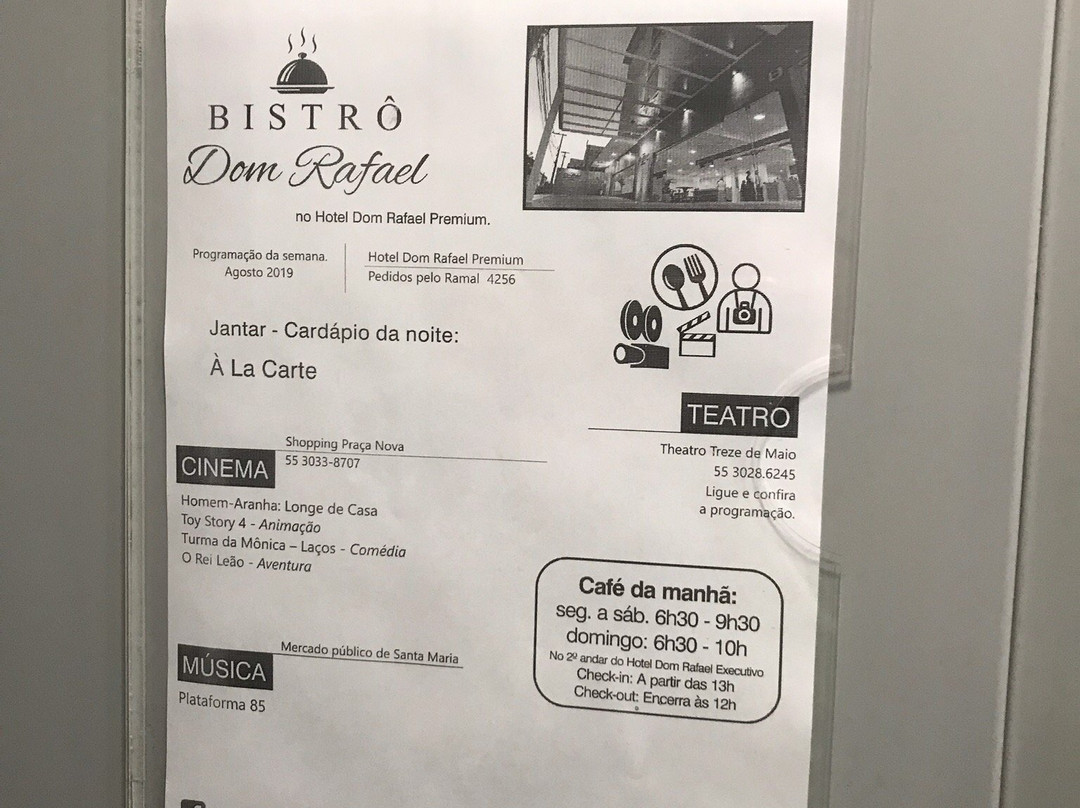 BISTRÔ
Dom Rafael
no Hotel Dom Rafael Premium.
Programação da semana.
Agosto 2019
Hotel Dom Rafael Premium
Pedidos pelo Ramal 4256
Jantar - Cardápio da noite:
À La Carte
TEATRO
Theatro Treze de Maio
55 3028.6245
Ligue e confira
a programação.
CINEMA
Shopping Praça Nova
55 3033-8707
Homem-Aranha: Longe de Casa
Toy Story 4 - Animação
Turma da Mônica – Laços - Comédia
O Rei Leão - Aventura
Café da manhã:
seg. a sáb. 6h30 - 9h30
domingo: 6h30 - 10h
No 2º andar do Hotel Dom Rafael Executivo
Check-in: A partir das 13h
Check-out: Encerra às 12h
MÚSICA
Mercado público de Santa Maria
Plataforma 85